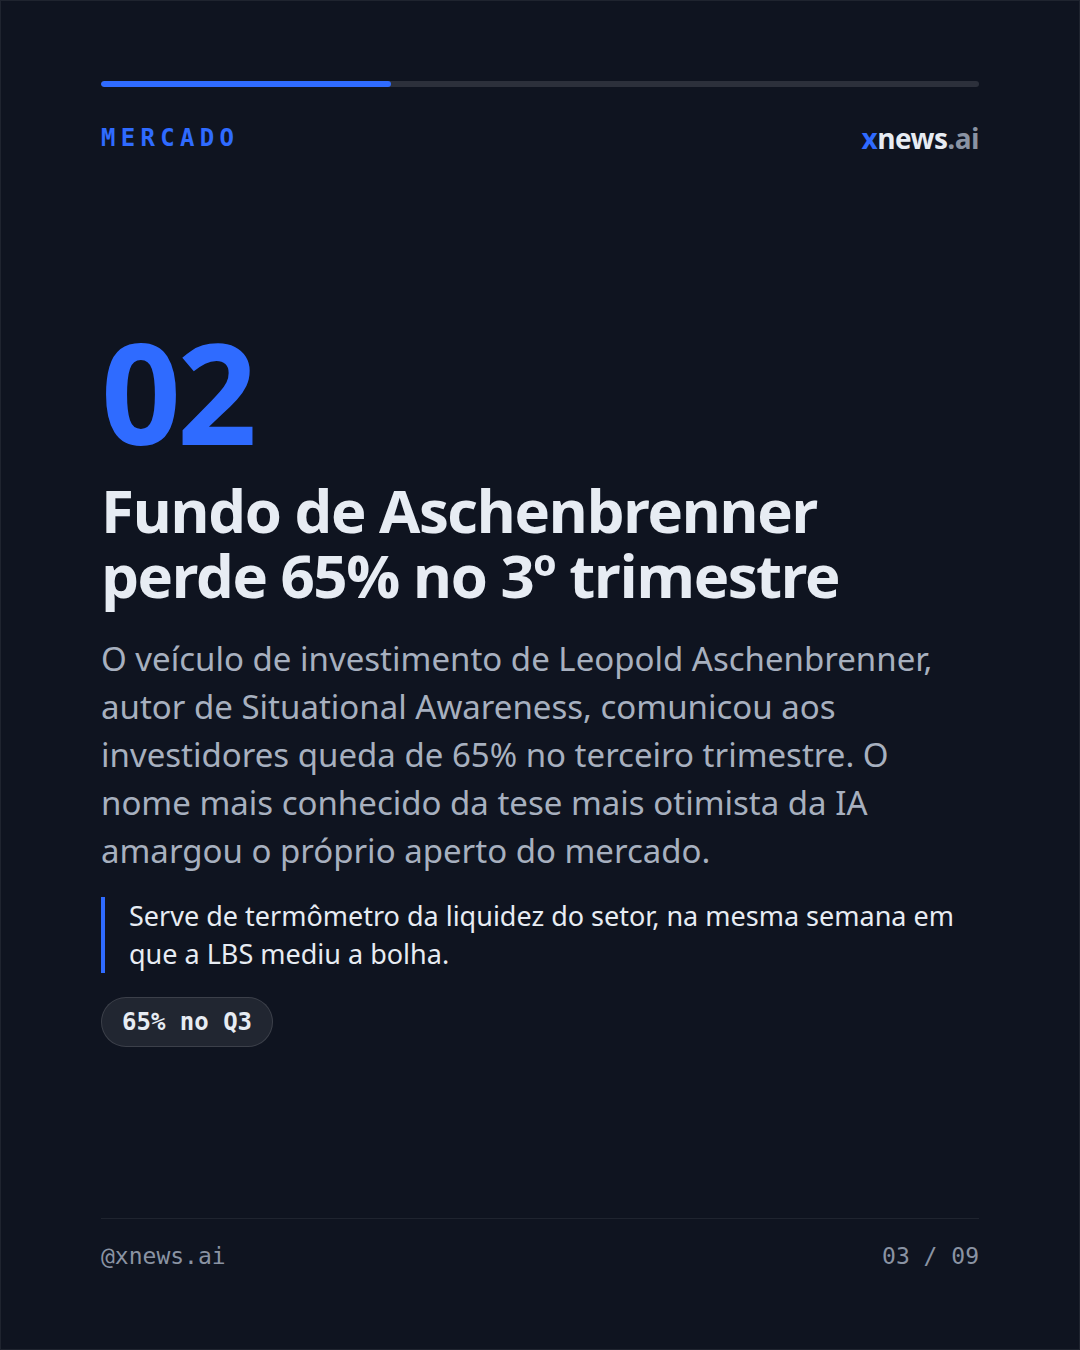 MERCADO
xnews.ai
02
Fundo de Aschenbrenner
perde 65% no 3º trimestre
O veículo de investimento de Leopold Aschenbrenner,
autor de Situational Awareness, comunicou aos
investidores queda de 65% no terceiro trimestre. O
nome mais conhecido da tese mais otimista da IA
amargou o próprio aperto do mercado.
Serve de termômetro da liquidez do setor, na mesma semana em
que a LBS mediu a bolha.
65% no Q3
@xnews.ai
03 / 09